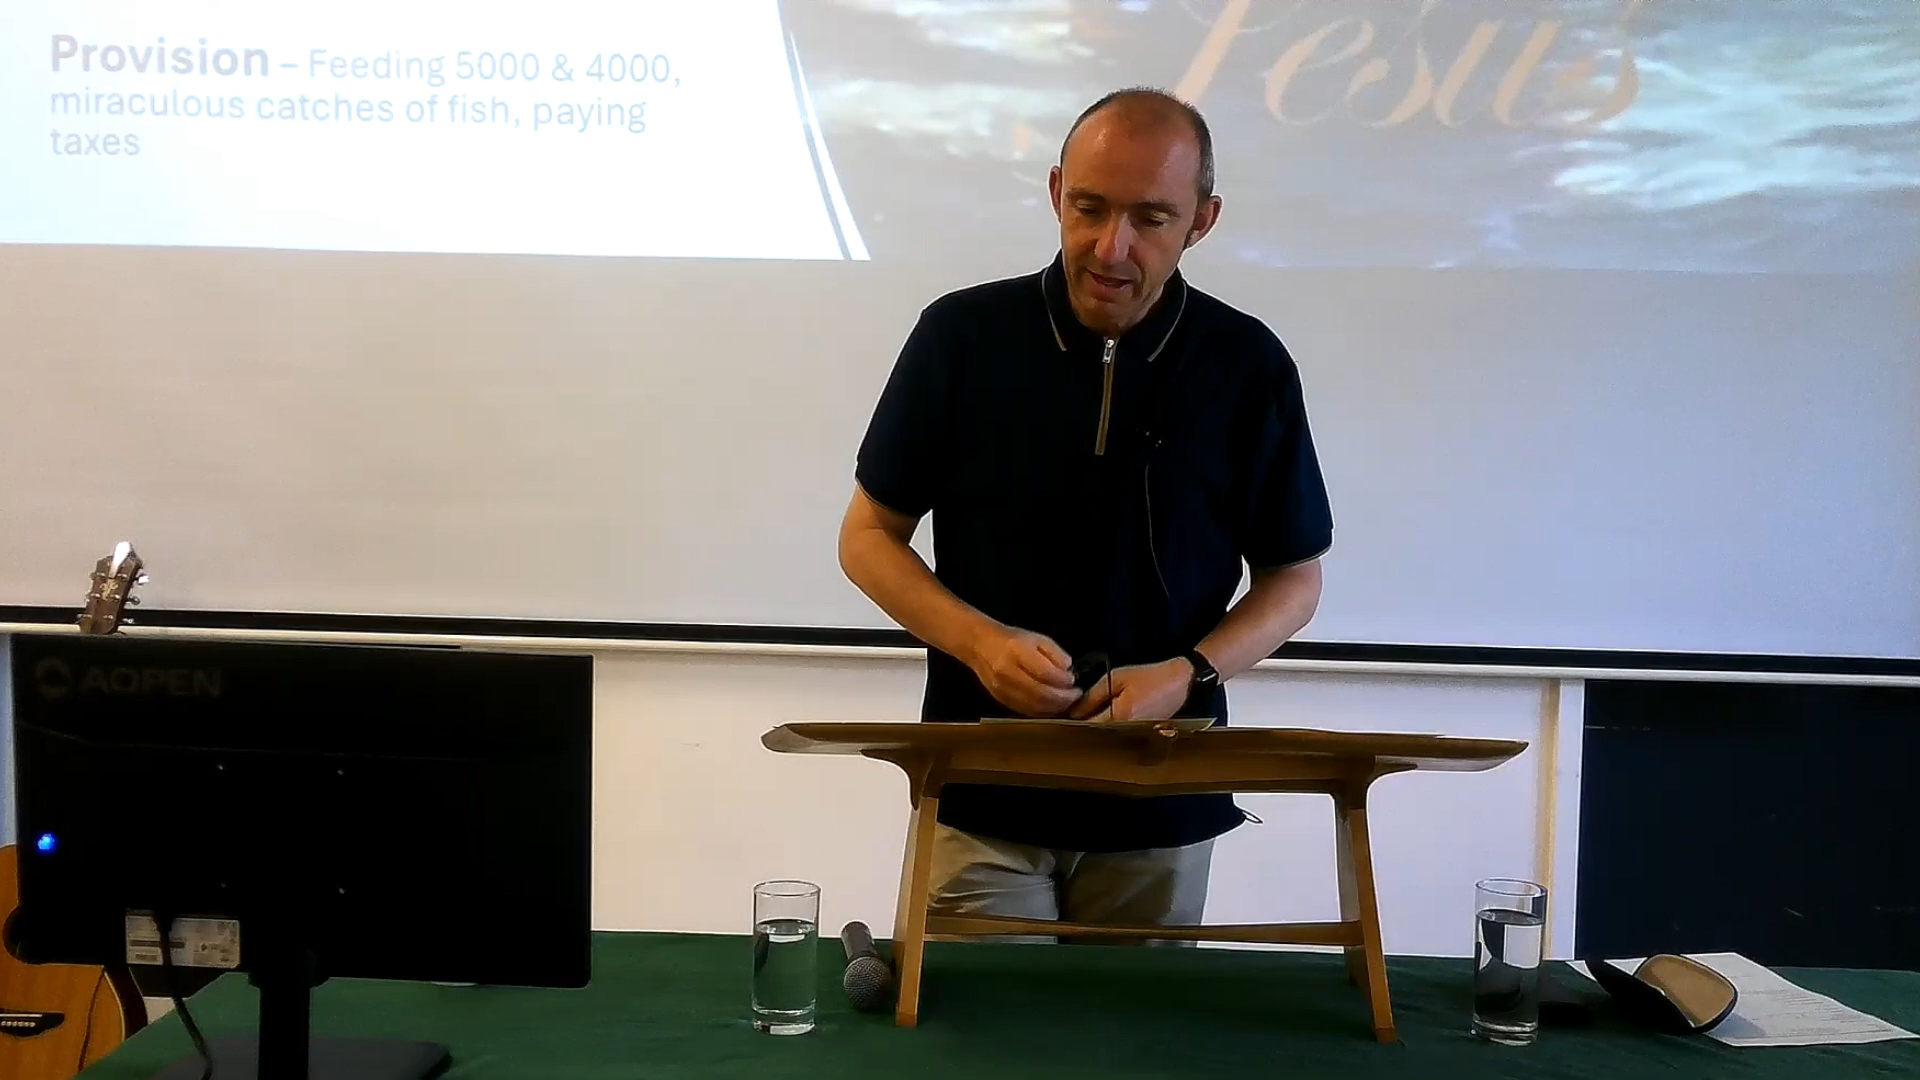 Provision – Feeding 5000 & 4000,
miraculous catches of fish, paying
taxes
Jesus
AOPEN